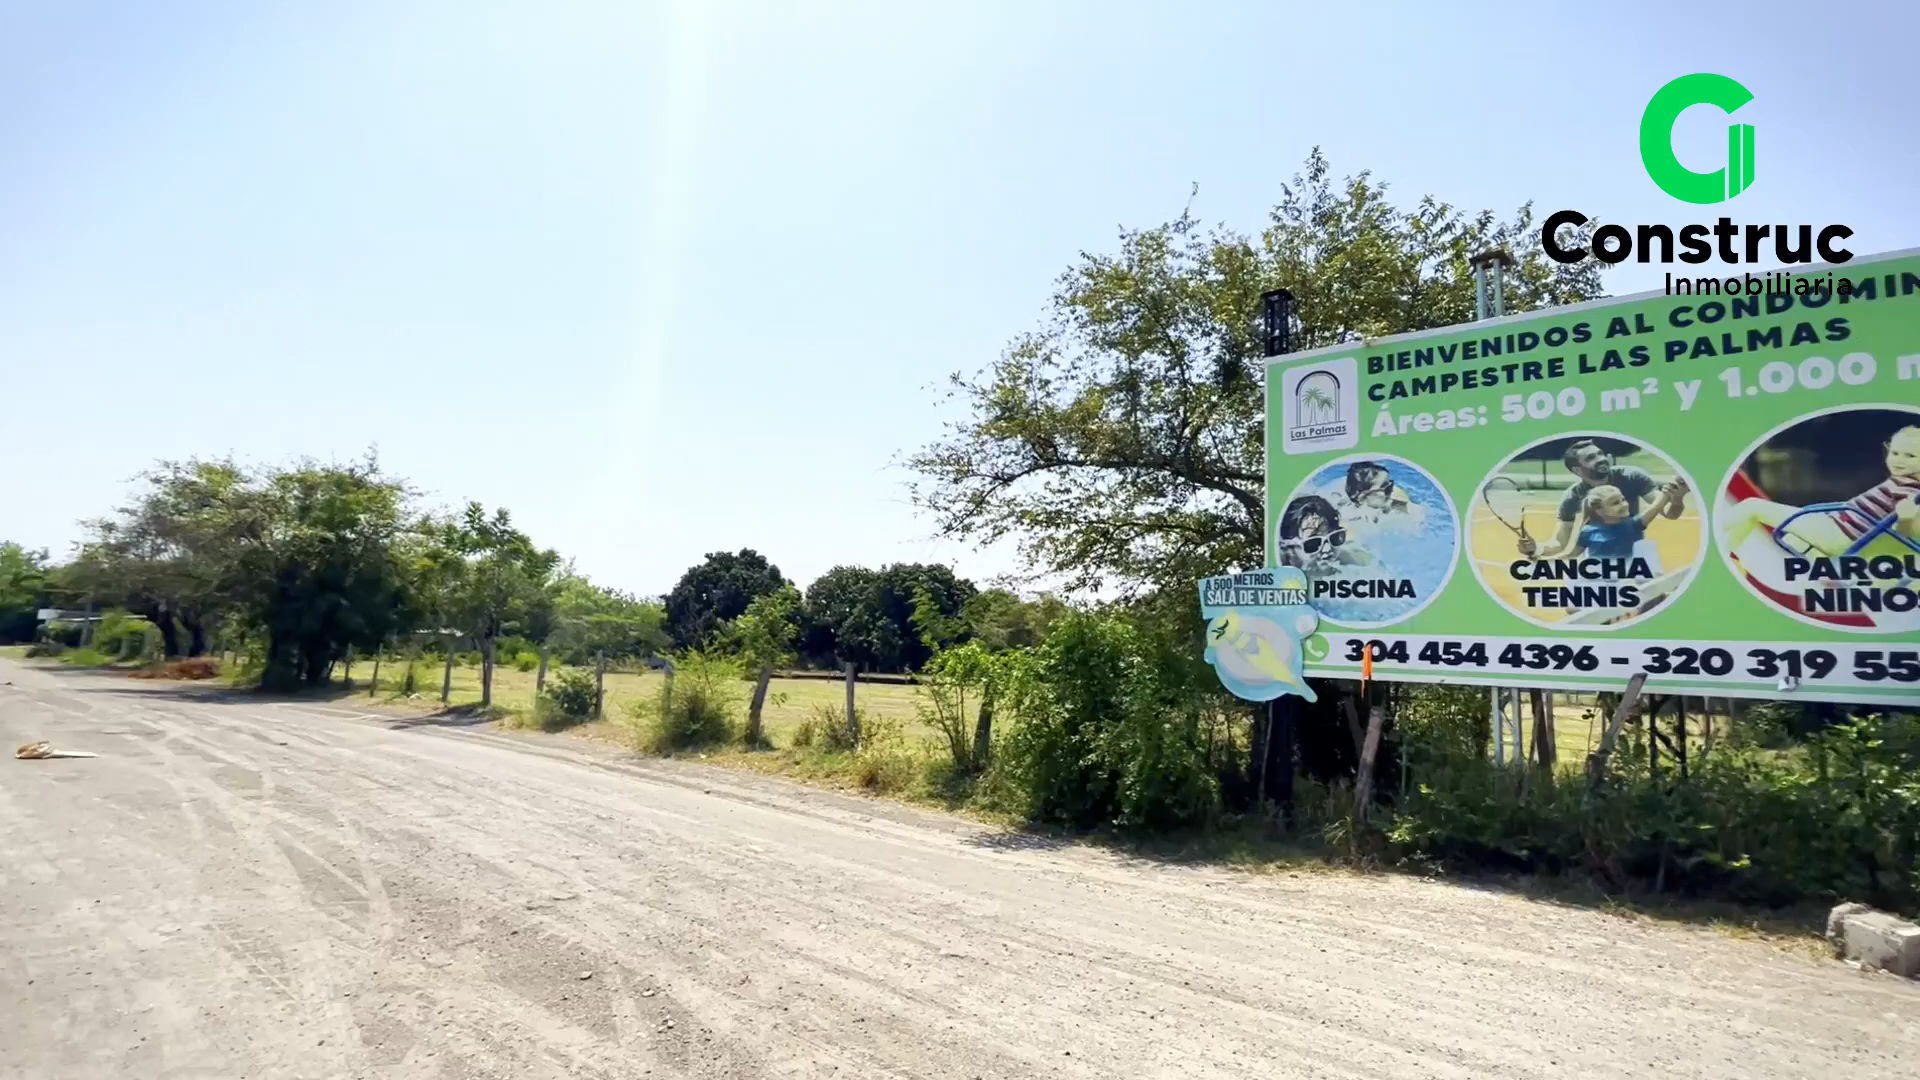 Construc
Inmobiliaria
BIENVENIDOS AL CONDOMIN
CAMPESTRE LAS PALMAS
Áreas: 500 m² y 1.000 m
Las Palmas
A 500 METROS
SALA DE VENTAS
PISCINA
CANCHA
TENNIS
PARQU
NIÑOS
304 454 4396 - 320 319 55